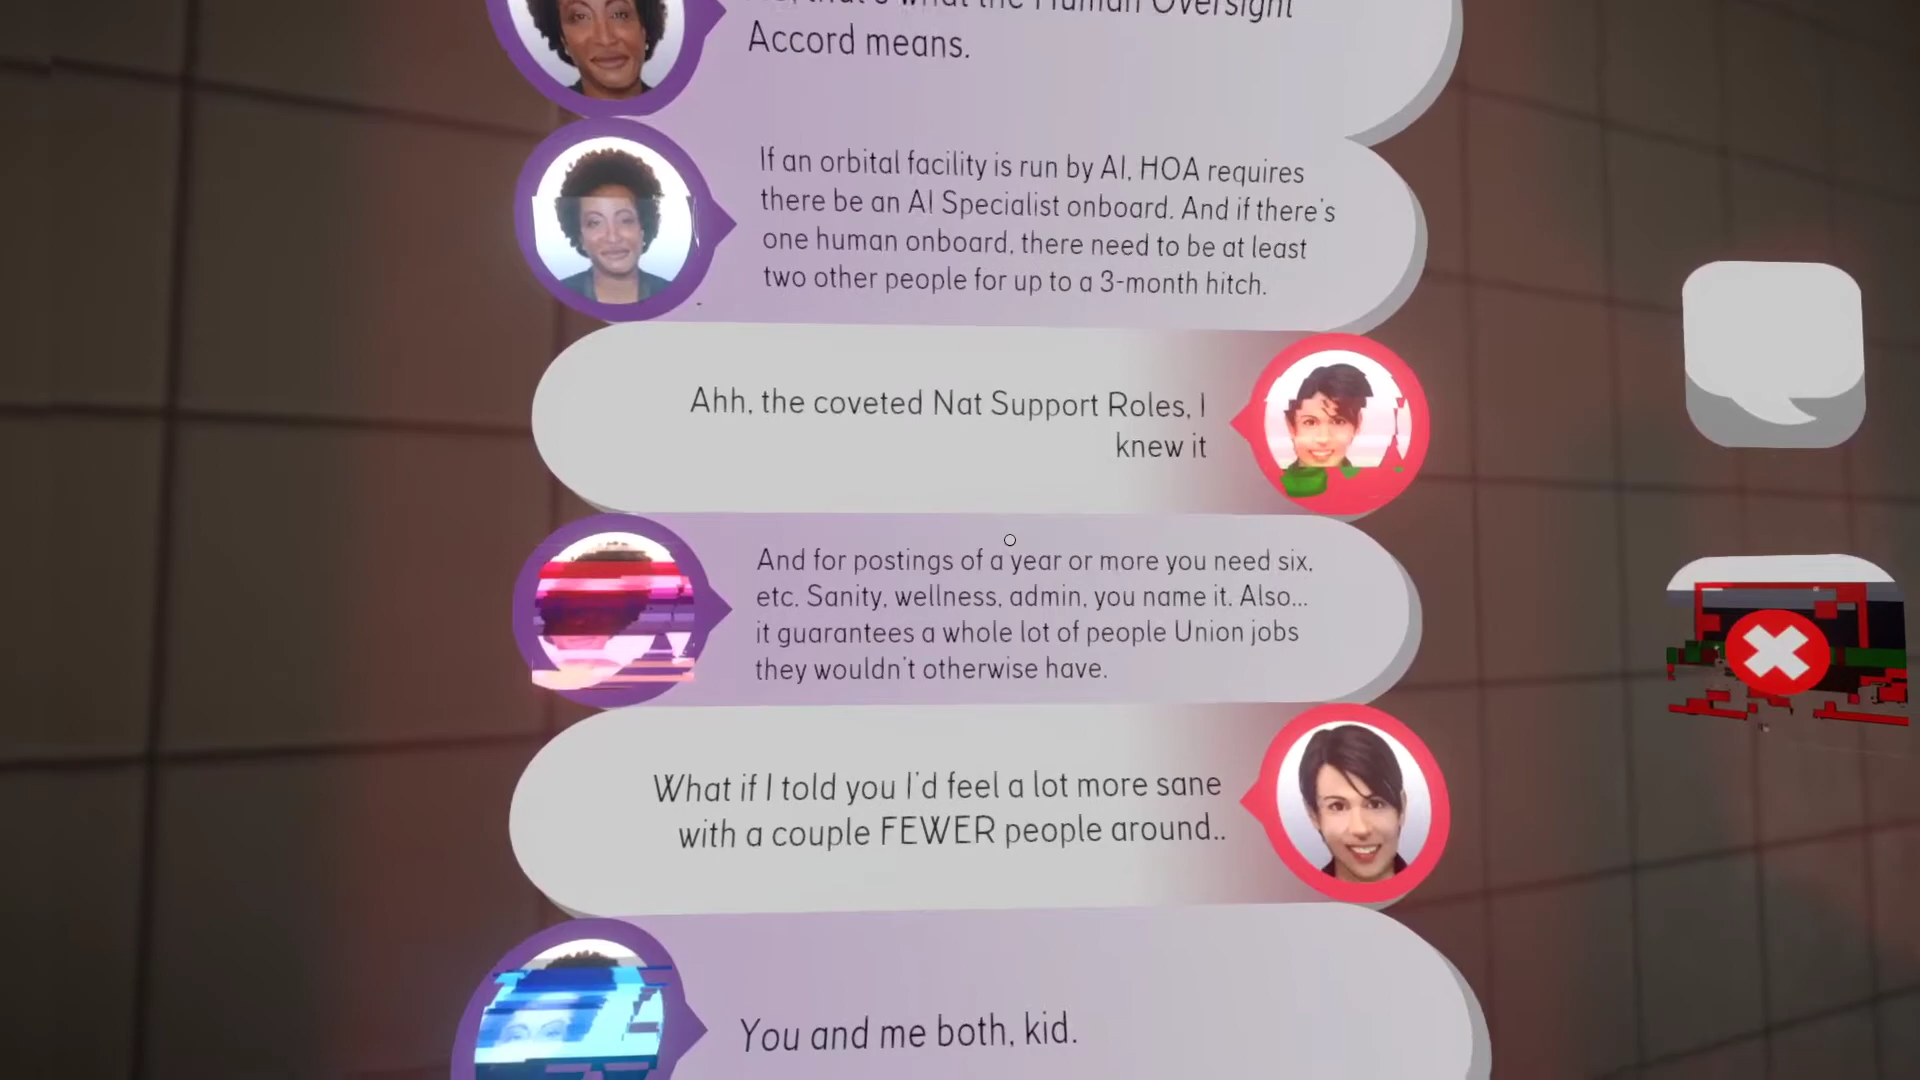 that's what the Human Oversight
Accord means.
If an orbital facility is run by AI, HOA requires
there be an AI Specialist onboard. And if there's
one human onboard, there need to be at least
two other people for up to a 3-month hitch.
Ahh, the coveted Nat Support Roles, I
knew it
And for postings of a year or more you need six,
etc. Sanity, wellness, admin, you name it. Also...
it guarantees a whole lot of people Union jobs
they wouldn't otherwise have.
What if I told you I'd feel a lot more sane
with a couple FEWER people around..
You and me both, kid.